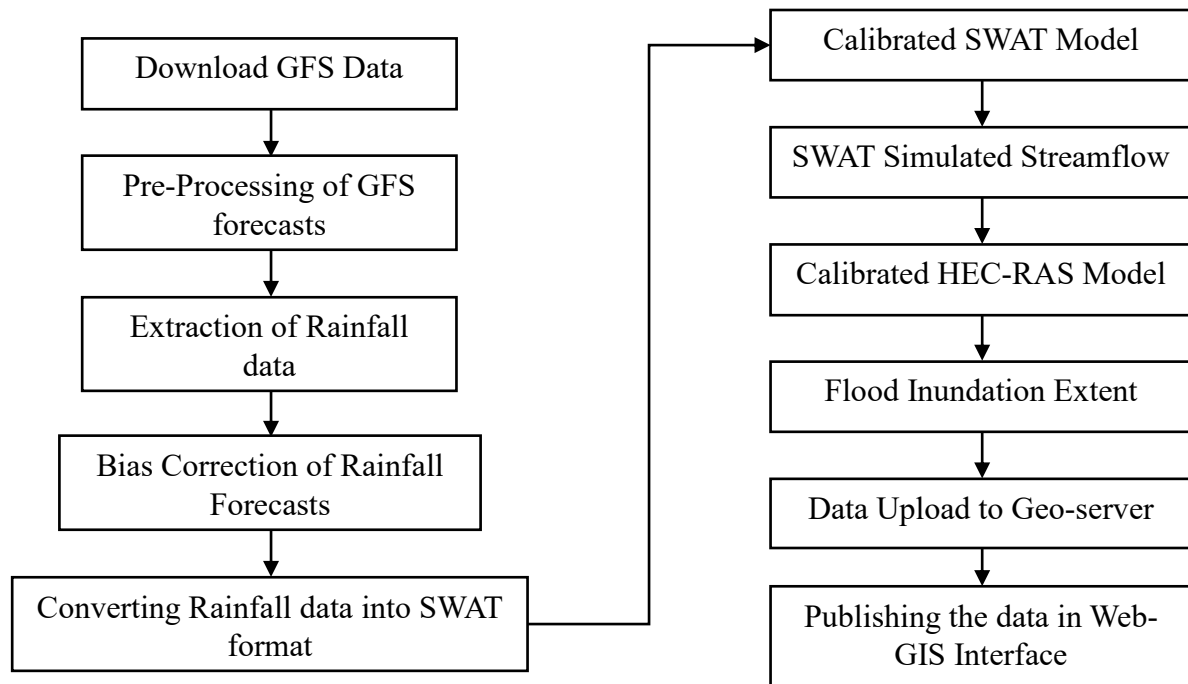 Download GFS Data
Pre-Processing of GFS
forecasts
Extraction of Rainfall
data
Bias Correction of Rainfall
Forecasts
Converting Rainfall data into SWAT
format
Calibrated SWAT Model
SWAT Simulated Streamflow
Calibrated HEC-RAS Model
Flood Inundation Extent
Data Upload to Geo-server
Publishing the data in Web-
GIS Interface